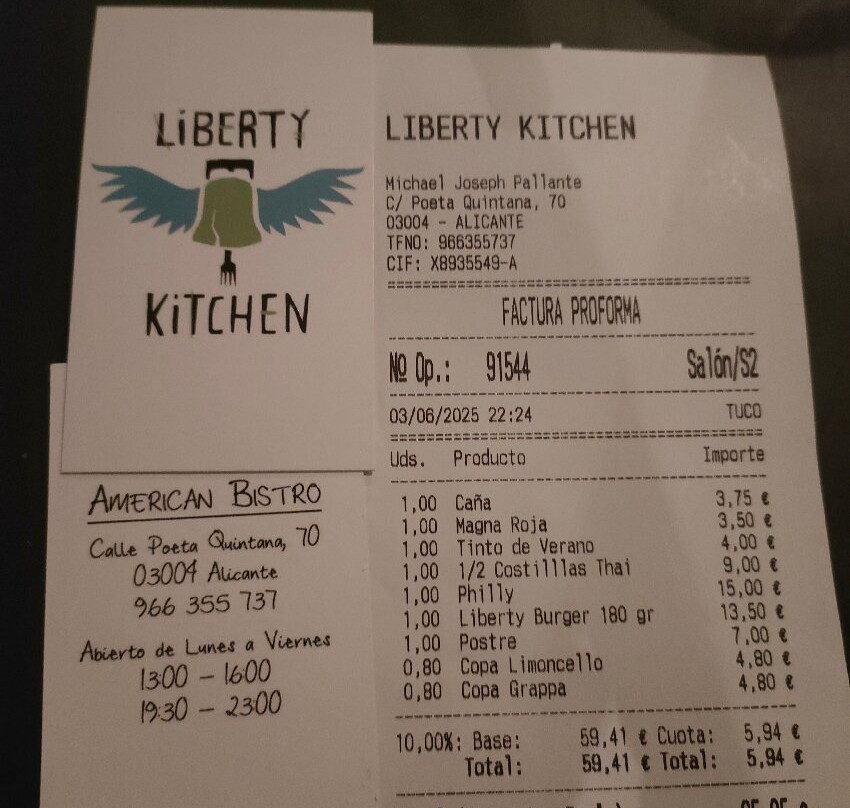 LiBERTY
KiTCHEN
AMERICAN BISTRO
Calle Poeta Quintana, 70
03004 Alicante
966 355 737
Abierto de Lunes a Viernes
13:00 – 16:00
19:30 – 23:00
LIBERTY KITCHEN
Michael Joseph Pallante
C/ Poeta Quintana, 70
03004 - ALICANTE
TFNO: 966355737
CIF: X8935549-A
FACTURA PROFORMA
Nº Op.: 91544 Salón/S2
03/06/2025 22:24 TUCO
Uds. Producto Importe
1,00 Caña 3,75 €
1,00 Magna Roja 3,50 €
1,00 Tinto de Verano 4,00 €
1,00 1/2 Costilllas Thai 9,00 €
1,00 Philly 15,00 €
1,00 Liberty Burger 180 gr 13,50 €
1,00 Postre 7,00 €
0,80 Copa Limoncello 4,80 €
0,80 Copa Grappa 4,80 €
10,00%: Base: 59,41 € Cuota: 5,94 €
Total: 59,41 € Total: 5,94 €